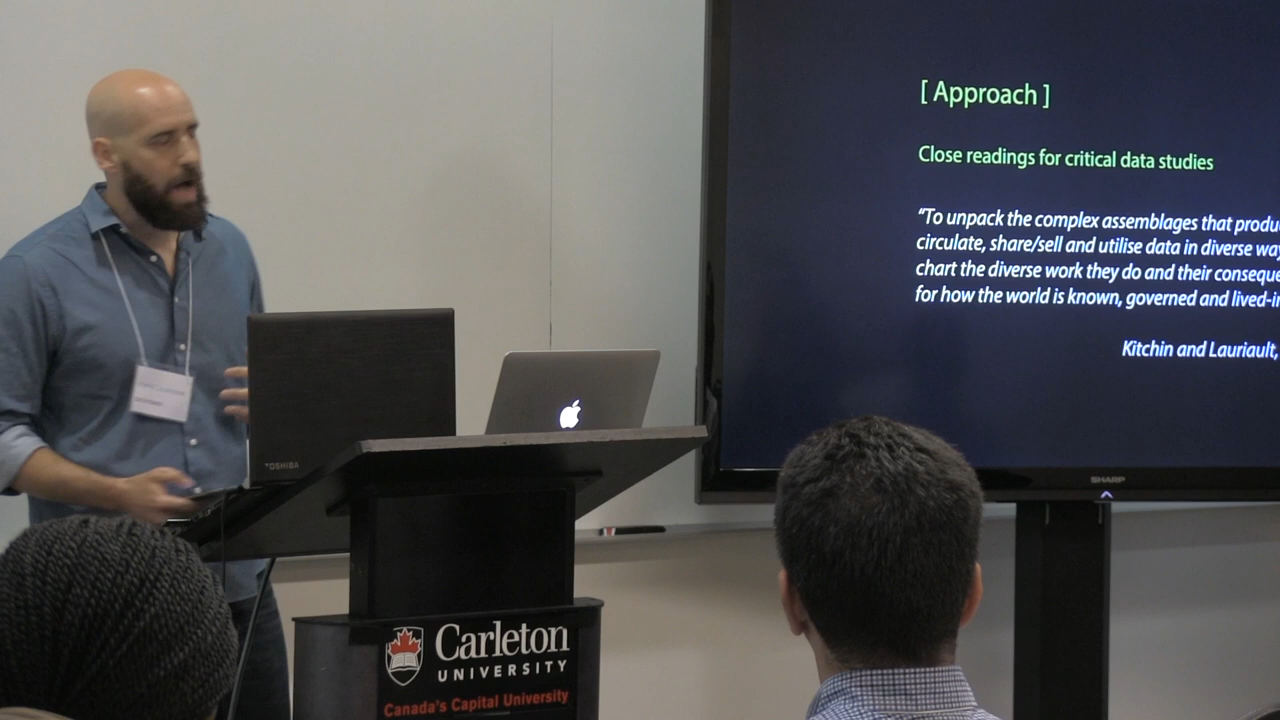 [ Approach ]
Close readings for critical data studies
“To unpack the complex assemblages that produ
circulate, share/sell and utilise data in diverse way
chart the diverse work they do and their conseque
for how the world is known, governed and lived-in
Kitchin and Lauriault,
TOSHIBA
SHARP
Carleton
UNIVERSITY
Canada's Capital University